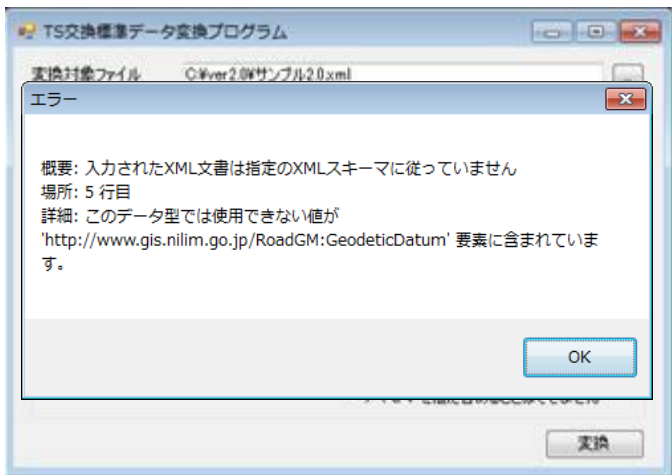 TS交換標準データ変換プログラム
変換対象ファイル C:¥ver2.0¥サンプル2.0.xml ...
エラー
概要: 入力されたXML文書は指定のXMLスキーマに従っていません
場所: 5 行目
詳細: このデータ型では使用できない値が
'http://www.gis.nilim.go.jp/RoadGM:GeodeticDatum' 要素に含まれていま
す。
OK
変換